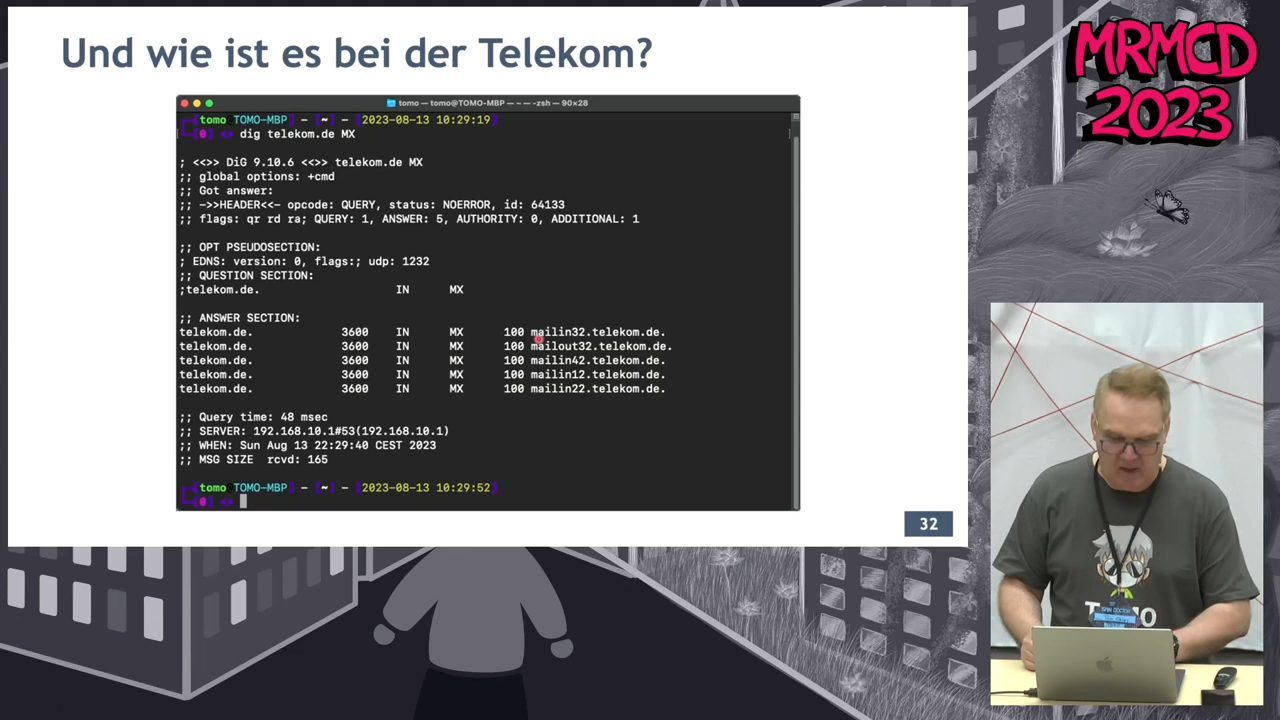 Und wie ist es bei der Telekom?
MRMCD
2023
tomo — tomo@TOMO-MBP — ~ — -zsh — 90×28
[tomo TOMO-MBP] - [~] - [2023-08-13 10:29:19]
[0] <> dig telekom.de MX
; <<>> DiG 9.10.6 <<>> telekom.de MX
;; global options: +cmd
;; Got answer:
;; ->>HEADER<<- opcode: QUERY, status: NOERROR, id: 64133
;; flags: qr rd ra; QUERY: 1, ANSWER: 5, AUTHORITY: 0, ADDITIONAL: 1
;; OPT PSEUDOSECTION:
; EDNS: version: 0, flags:; udp: 1232
;; QUESTION SECTION:
;telekom.de. IN MX
;; ANSWER SECTION:
telekom.de. 3600 IN MX 100 mailin32.telekom.de.
telekom.de. 3600 IN MX 100 mailout32.telekom.de.
telekom.de. 3600 IN MX 100 mailin42.telekom.de.
telekom.de. 3600 IN MX 100 mailin12.telekom.de.
telekom.de. 3600 IN MX 100 mailin22.telekom.de.
;; Query time: 48 msec
;; SERVER: 192.168.10.1#53(192.168.10.1)
;; WHEN: Sun Aug 13 22:29:40 CEST 2023
;; MSG SIZE rcvd: 165
[tomo TOMO-MBP] - [~] - [2023-08-13 10:29:52]
[0] <>
32
SPAM DOCTOR